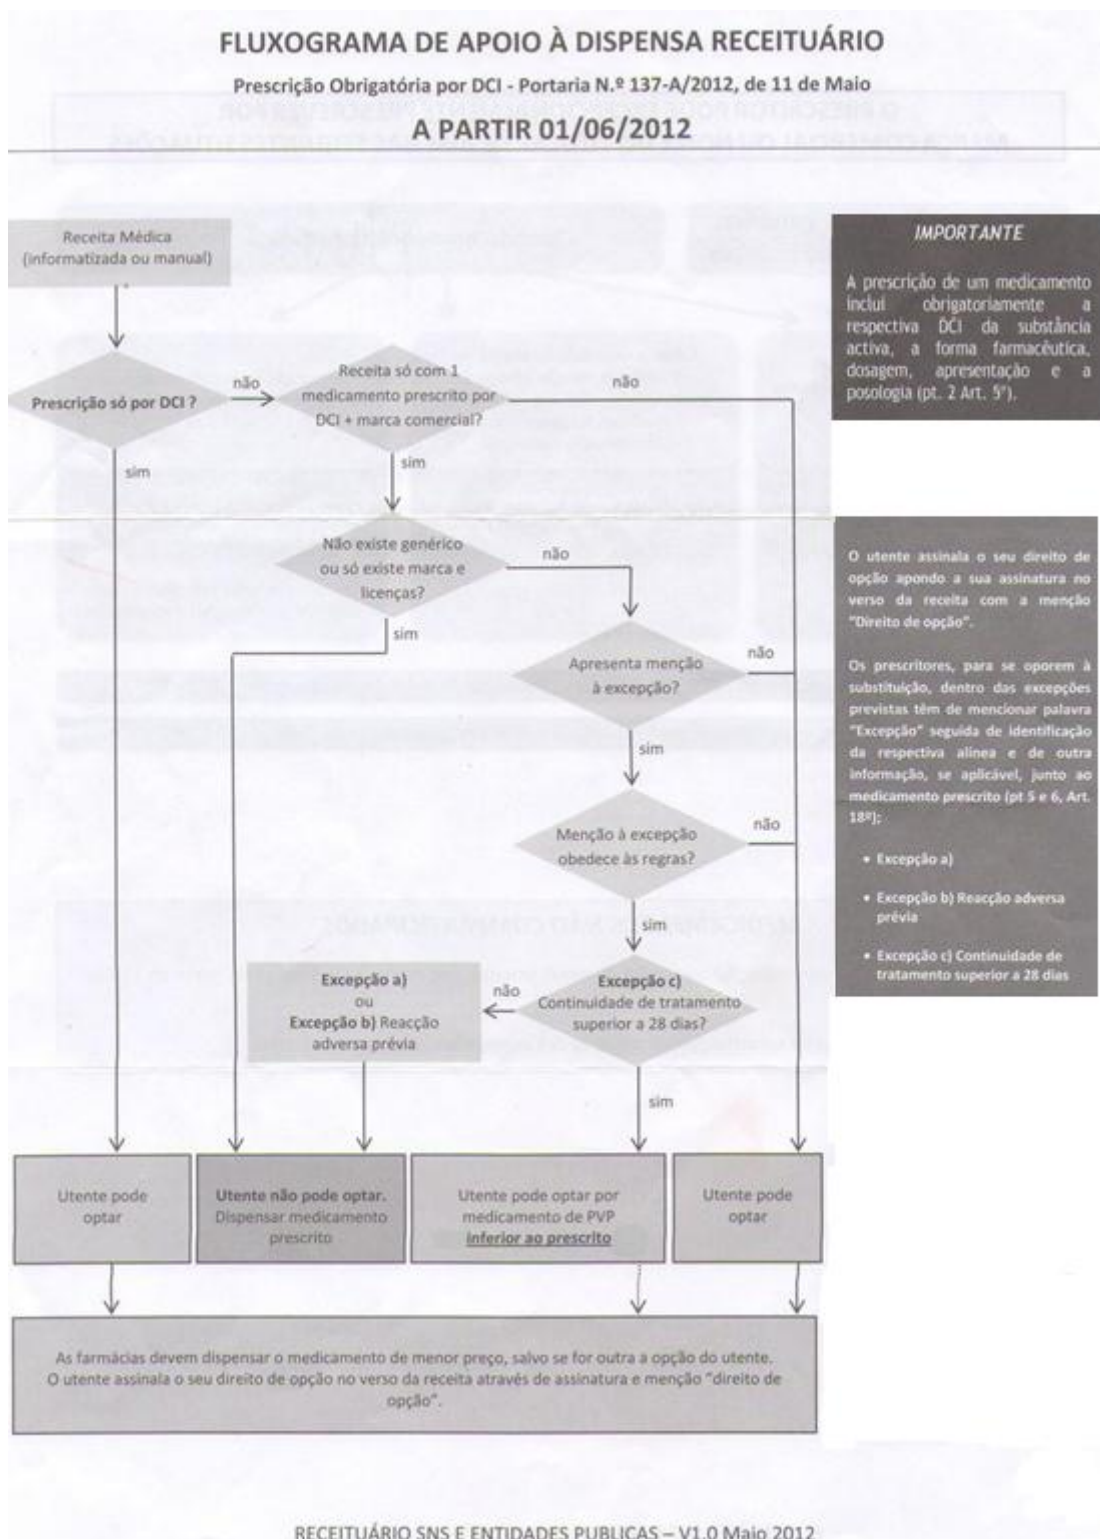 FLUXOGRAMA DE APOIO À DISPENSA RECEITUÁRIO
Prescrição Obrigatória por DCI - Portaria N.º 137-A/2012, de 11 de Maio
A PARTIR 01/06/2012
Receita Médica
(informatizada ou manual)
IMPORTANTE
A prescrição de um medicamento
inclui obrigatoriamente a
respectiva DCI da substância
activa, a forma farmacêutica,
dosagem, apresentação e a
posologia (pt. 2 Art. 5º).
Prescrição só por DCI ?
não
Receita só com 1
medicamento prescrito por
DCI + marca comercial?
não
sim
sim
Não existe genérico
ou só existe marca e
licenças?
não
sim
O utente assinala o seu direito de
opção apondo a sua assinatura no
verso da receita com a menção
"Direito de opção".
Os prescritores, para se oporem à
substituição, dentro das excepções
previstas têm de mencionar palavra
"Excepção" seguida de identificação
da respectiva alinea e de outra
informação, se aplicável, junto ao
medicamento prescrito (pt 5 e 6, Art.
18º);
• Excepção a)
• Excepção b) Reacção adversa
prévia
• Excepção c) Continuidade de
tratamento superior a 28 dias
Apresenta menção
à excepção?
não
sim
Menção à excepção
obedece às regras?
não
sim
Excepção c)
Continuidade de tratamento
superior a 28 dias?
não
Excepção a)
ou
Excepção b) Reacção
adversa prévia
sim
Utente pode
optar
Utente não pode optar.
Dispensar medicamento
prescrito
Utente pode optar por
medicamento de PVP
inferior ao prescrito
Utente pode
optar
As farmácias devem dispensar o medicamento de menor preço, salvo se for outra a opção do utente.
O utente assinala o seu direito de opção no verso da receita através de assinatura e menção "direito de
opção".
RECEITUÁRIO SNS E ENTIDADES PUBLICAS – V1.0 Maio 2012